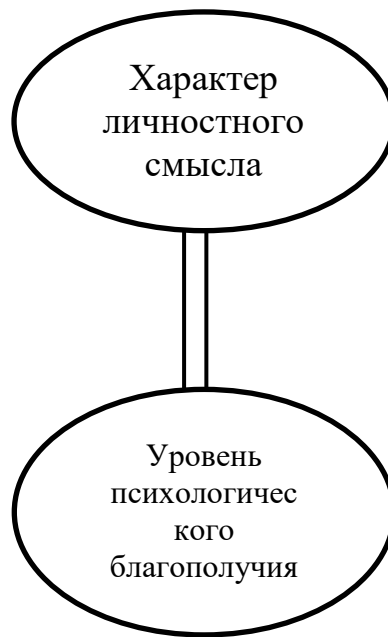 Характер
личностного
смысла
Уровень
психологичес
кого
благополучия